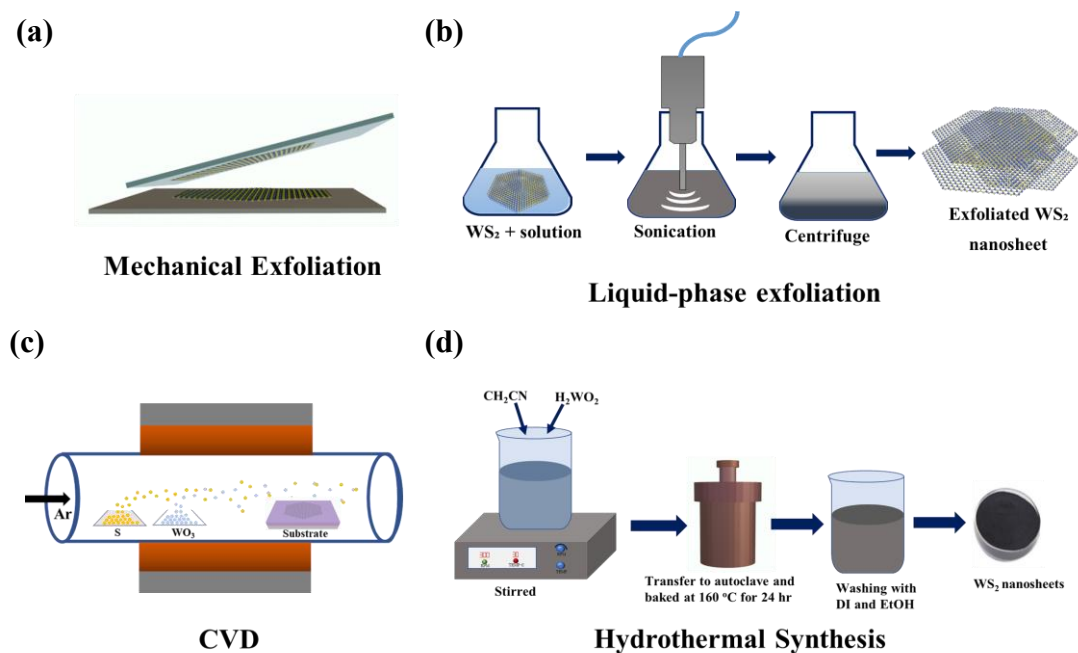 (a)
Mechanical Exfoliation
(b)
WS₂ + solution
Sonication
Centrifuge
Exfoliated WS₂
nanosheet
Liquid-phase exfoliation
(c)
Ar
S
WO₃
Substrate
CVD
(d)
CH₂CN
H₂WO₂
Stirred
Transfer to autoclave and
baked at 160 °C for 24 hr
Washing with
DI and EtOH
WS₂ nanosheets
Hydrothermal Synthesis